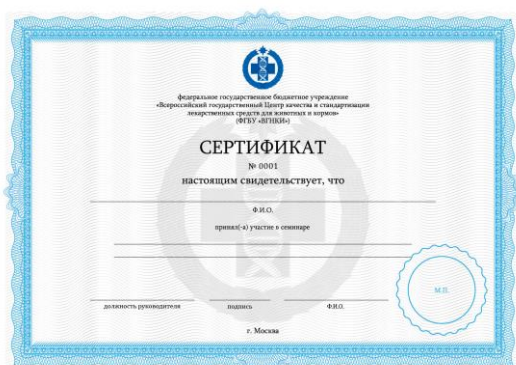 федеральное государственное бюджетное учреждение
«Всероссийский государственный Центр качества и стандартизации
лекарственных средств для животных и кормов»
(ФГБУ «ВГНКИ»)
СЕРТИФИКАТ
№ 0001
настоящим свидетельствует, что
Ф.И.О.
принял(-а) участие в семинаре
М.П.
должность руководителя подпись Ф.И.О.
г. Москва